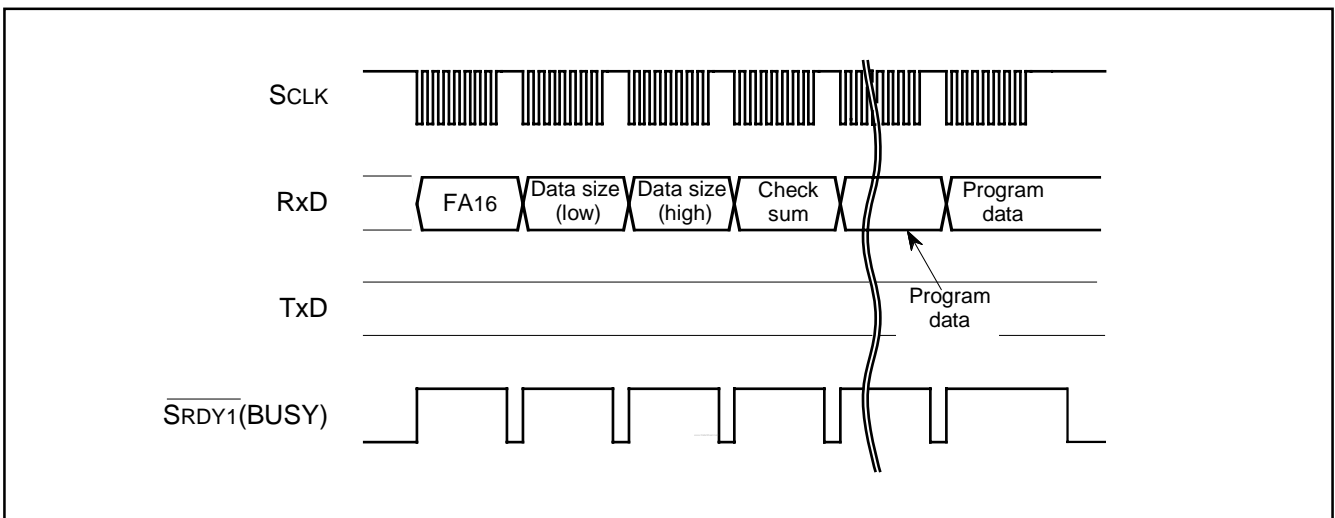 SCLK
RxD
FA16
Data size
(low)
Data size
(high)
Check
sum
Program
data
TxD
Program
data
SRDY1(BUSY)